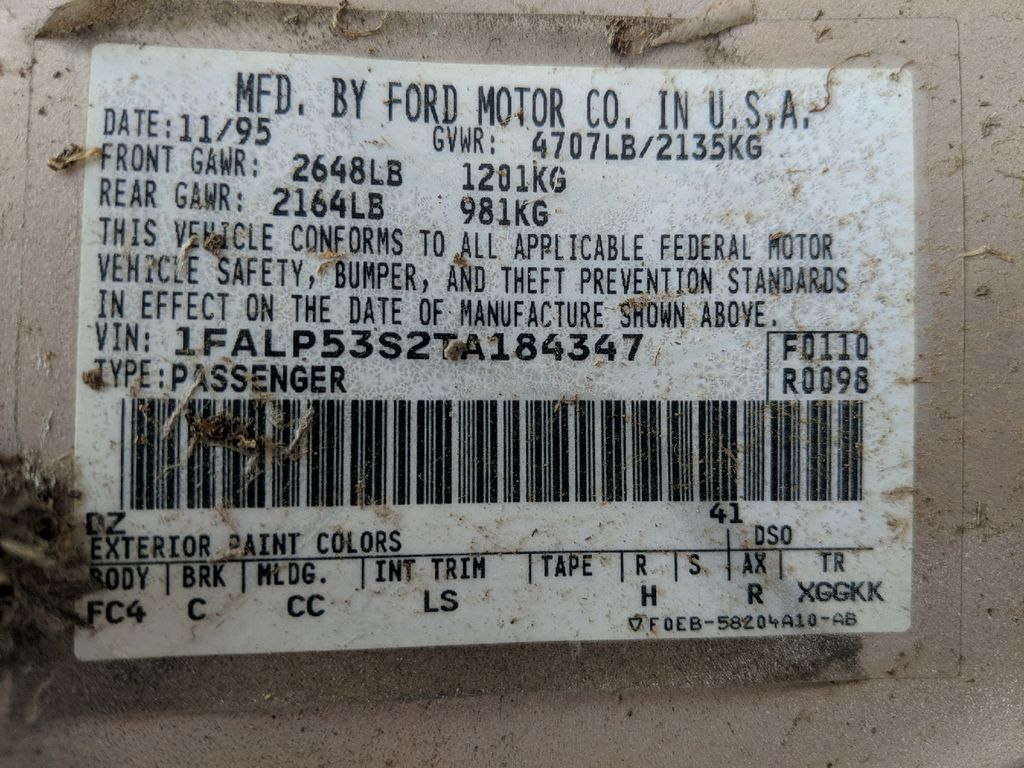 MFD. BY FORD MOTOR CO. IN U.S.A.
DATE: 11/95 GVWR: 4707LB/2135KG
FRONT GAWR: 2648LB 1201KG
REAR GAWR: 2164LB 981KG
THIS VEHICLE CONFORMS TO ALL APPLICABLE FEDERAL MOTOR
VEHICLE SAFETY, BUMPER, AND THEFT PREVENTION STANDARDS
IN EFFECT ON THE DATE OF MANUFACTURE SHOWN ABOVE.
VIN: 1FALP53S2TA184347 F0110
TYPE: PASSENGER R0098
DZ 41
EXTERIOR PAINT COLORS DSO
BODY BRK MLDG. INT TRIM TAPE R S AX TR
FC4 C CC LS H R XGGKK
▽F0EB-58204A10-AB